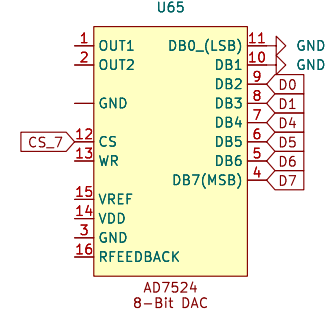 U65
1 OUT1 DB0_(LSB) 11 GND
2 OUT2 DB1 10 GND
DB2 9 D0
GND DB3 8 D1
DB4 7 D4
CS_7 12 CS DB5 6 D5
13 WR DB6 5 D6
DB7(MSB) 4 D7
15 VREF
14 VDD
3 GND
16 RFEEDBACK
AD7524
8-Bit DAC